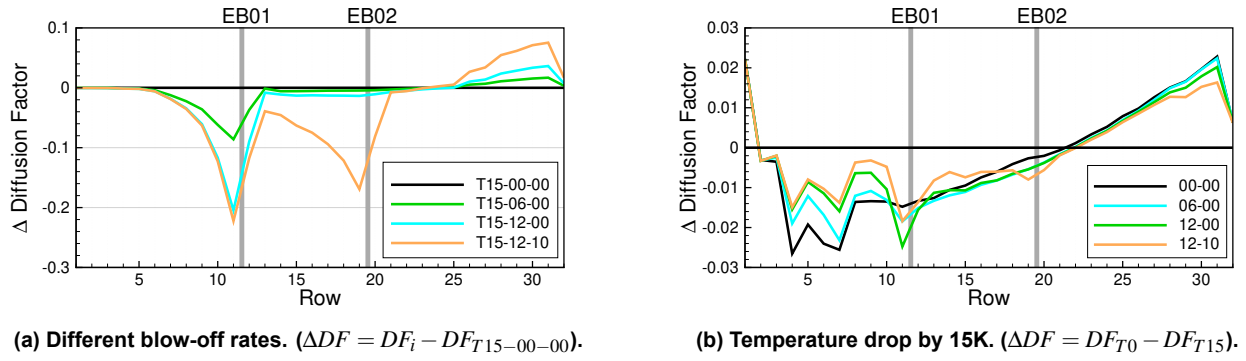 EB01 EB02
0.1
0
-0.1
-0.2
-0.3
Δ Diffusion Factor
T15-00-00
T15-06-00
T15-12-00
T15-12-10
5 10 15 20 25 30
Row
(a) Different blow-off rates. (ΔDF = DF_i − DF_T15−00−00).
EB01 EB02
0.03
0.02
0.01
0
-0.01
-0.02
-0.03
Δ Diffusion Factor
00-00
06-00
12-00
12-10
5 10 15 20 25 30
Row
(b) Temperature drop by 15K. (ΔDF = DF_T0 − DF_T15).